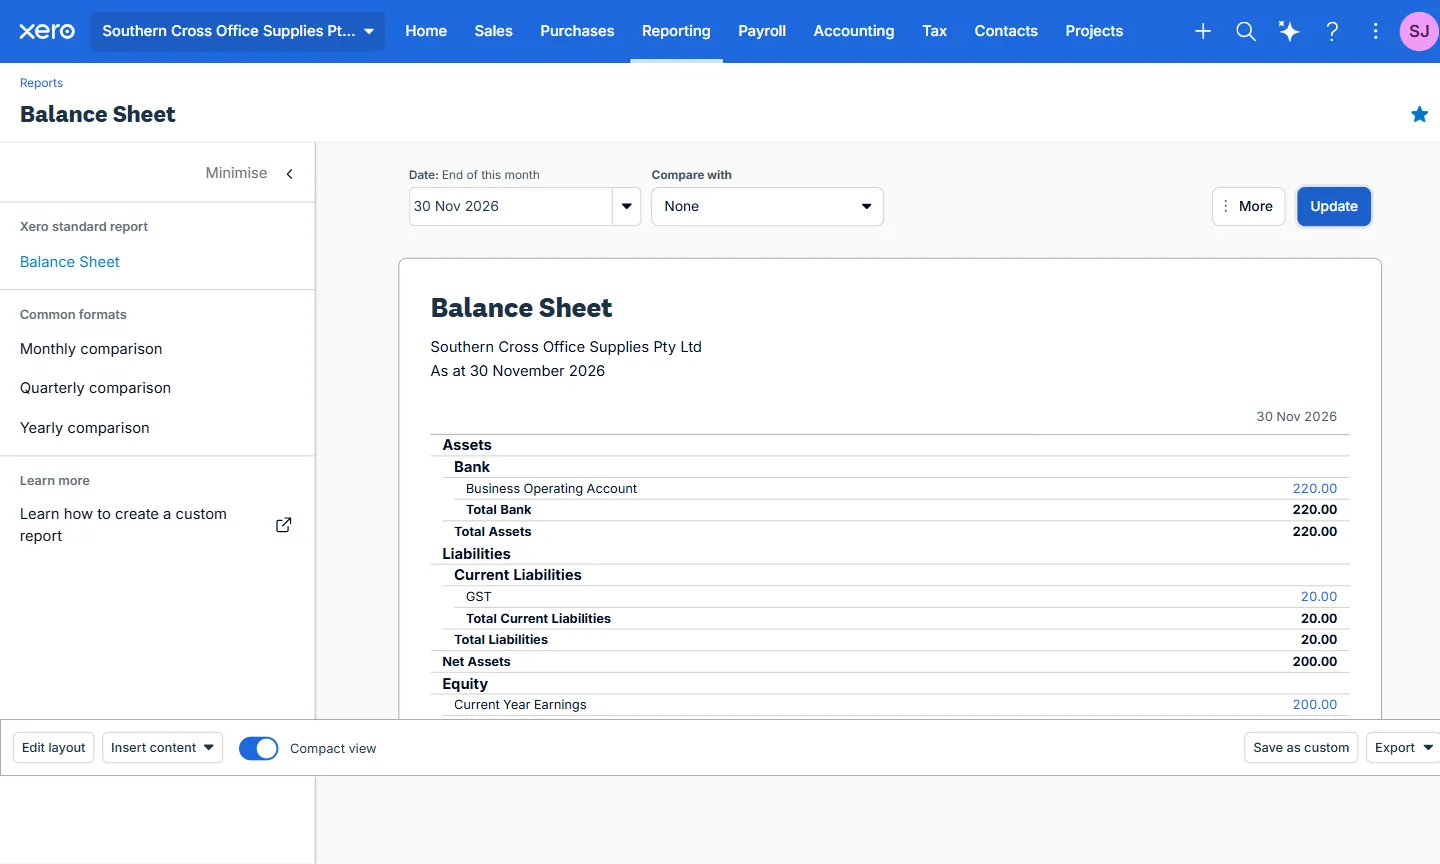 xero
Southern Cross Office Supplies Pt...
Home
Sales
Purchases
Reporting
Payroll
Accounting
Tax
Contacts
Projects
SJ
Reports
Balance Sheet
Minimise
Xero standard report
Balance Sheet
Common formats
Monthly comparison
Quarterly comparison
Yearly comparison
Learn more
Learn how to create a custom
report
Date: End of this month
30 Nov 2026
Compare with
None
More
Update
Balance Sheet
Southern Cross Office Supplies Pty Ltd
As at 30 November 2026
30 Nov 2026
Assets
Bank
Business Operating Account 220.00
Total Bank 220.00
Total Assets 220.00
Liabilities
Current Liabilities
GST 20.00
Total Current Liabilities 20.00
Total Liabilities 20.00
Net Assets 200.00
Equity
Current Year Earnings 200.00
Edit layout
Insert content
Compact view
Save as custom
Export